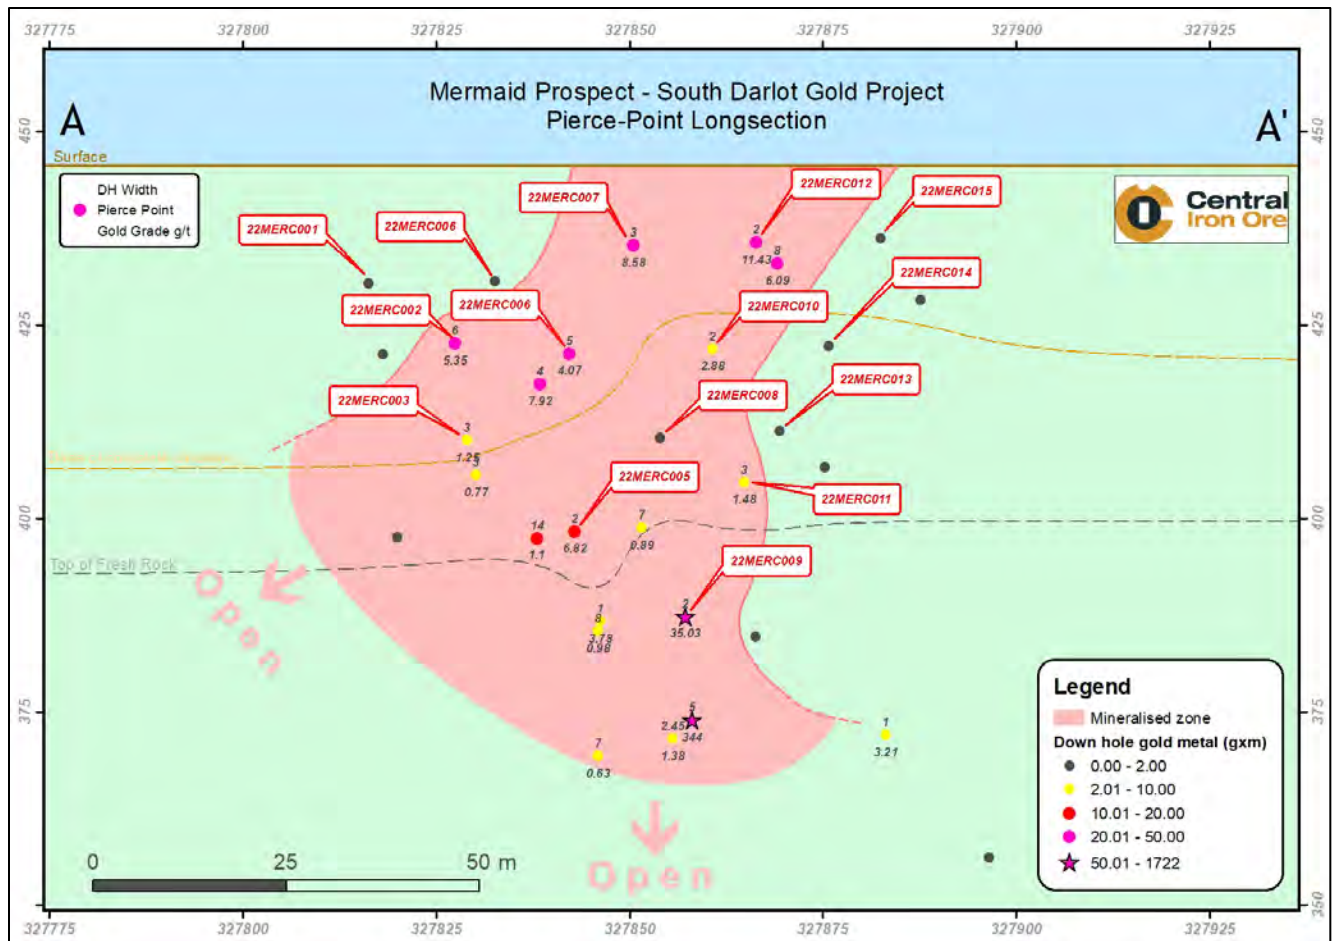 327775 327800 327825 327850 327875 327900 327925
Mermaid Prospect - South Darlot Gold Project
Pierce-Point Longsection
A A'
450 450
Surface
DH Width
Pierce Point
Gold Grade g/t
Central
Iron Ore
22MERC001
22MERC006
22MERC007
22MERC012
22MERC015
3
8.58
2
11.43
8
6.09
22MERC014
22MERC002
22MERC006
22MERC010
425 425
6
5.35
5
4.07
4
7.92
2
2.88
22MERC003
22MERC008
22MERC013
3
1.25
3
0.77
22MERC005
3
1.48
22MERC011
400 400
14
1.1
2
6.82
7
0.89
Top of Fresh Rock
22MERC009
Open
1
8
3.78
0.98
2
35.03
375 375
5
344
2.45
1.38
7
0.63
1
3.21
Open
0 25 50 m
Legend
Mineralised zone
Down hole gold metal (gxm)
0.00 - 2.00
2.01 - 10.00
10.01 - 20.00
20.01 - 50.00
50.01 - 1722
350 350
327775 327800 327825 327850 327875 327900 327925